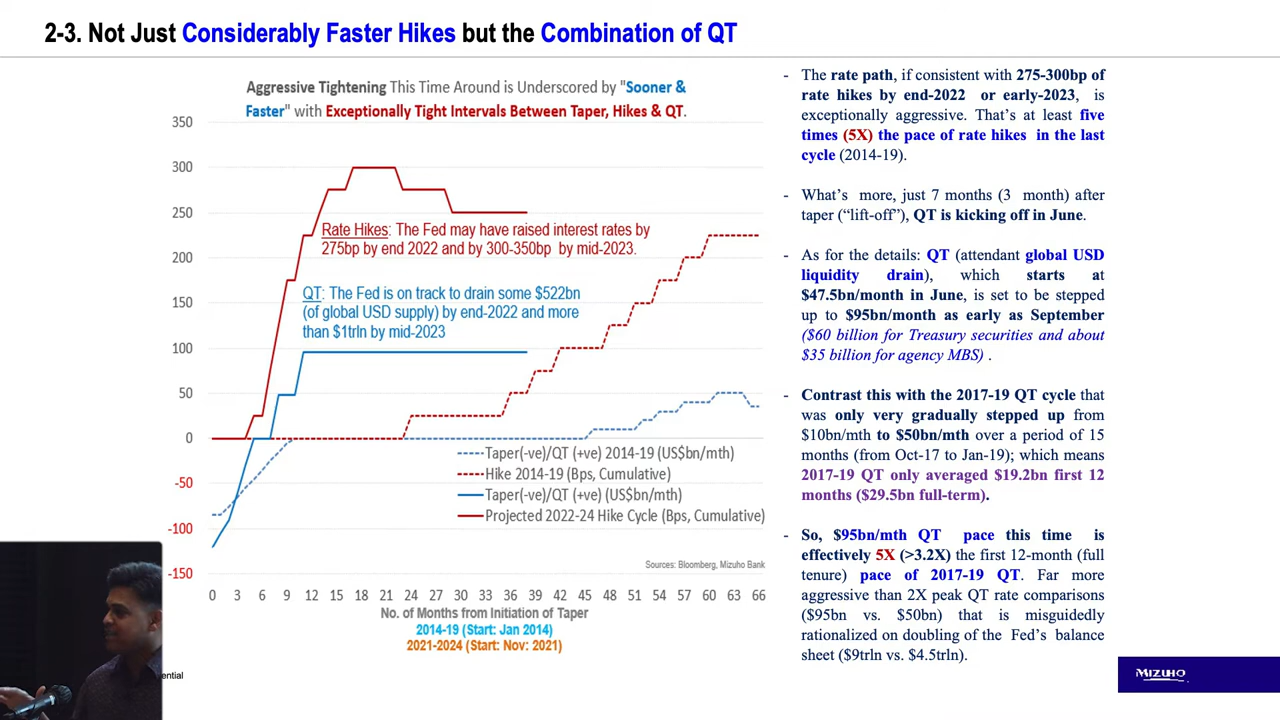 2-3. Not Just Considerably Faster Hikes but the Combination of QT
Aggressive Tightening This Time Around is Underscored by "Sooner &
Faster" with Exceptionally Tight Intervals Between Taper, Hikes & QT.
350
300
250
200
150
100
50
0
-50
-100
-150
Rate Hikes: The Fed may have raised interest rates by
275bp by end 2022 and by 300-350bp by mid-2023.
QT: The Fed is on track to drain some $522bn
(of global USD supply) by end-2022 and more
than $1trln by mid-2023
Taper(-ve)/QT (+ve) 2014-19 (US$bn/mth)
Hike 2014-19 (Bps, Cumulative)
Taper(-ve)/QT (+ve) (US$bn/mth)
Projected 2022-24 Hike Cycle (Bps, Cumulative)
Sources: Bloomberg, Mizuho Bank
0 3 6 9 12 15 18 21 24 27 30 33 36 39 42 45 48 51 54 57 60 63 66
No. of Months from Initiation of Taper
2014-19 (Start: Jan 2014)
2021-2024 (Start: Nov: 2021)
- The rate path, if consistent with 275-300bp of
rate hikes by end-2022 or early-2023, is
exceptionally aggressive. That's at least five
times (5X) the pace of rate hikes in the last
cycle (2014-19).
- What's more, just 7 months (3 month) after
taper ("lift-off"), QT is kicking off in June.
- As for the details: QT (attendant global USD
liquidity drain), which starts at
$47.5bn/month in June, is set to be stepped
up to $95bn/month as early as September
($60 billion for Treasury securities and about
$35 billion for agency MBS) .
- Contrast this with the 2017-19 QT cycle that
was only very gradually stepped up from
$10bn/mth to $50bn/mth over a period of 15
months (from Oct-17 to Jan-19); which means
2017-19 QT only averaged $19.2bn first 12
months ($29.5bn full-term).
- So, $95bn/mth QT pace this time is
effectively 5X (>3.2X) the first 12-month (full
tenure) pace of 2017-19 QT. Far more
aggressive than 2X peak QT rate comparisons
($95bn vs. $50bn) that is misguidedly
rationalized on doubling of the Fed's balance
sheet ($9trln vs. $4.5trln).
ential
MIZUHO